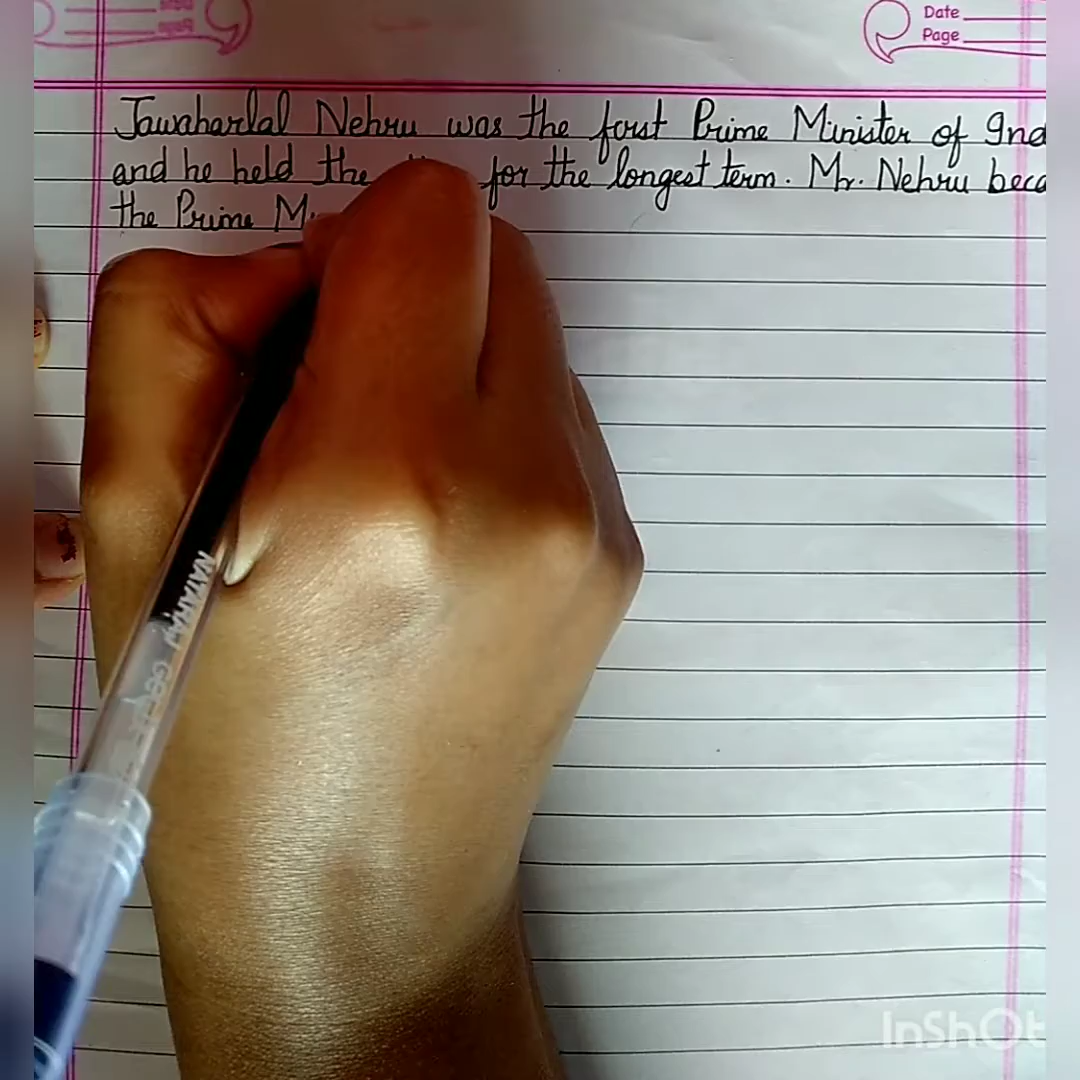 Date
Page
Jawaharlal Nehru was the first Prime Minister of Ind
and he held the for the longest term. Mr. Nehru beca
the Prime M
NATARAJ
InShOt